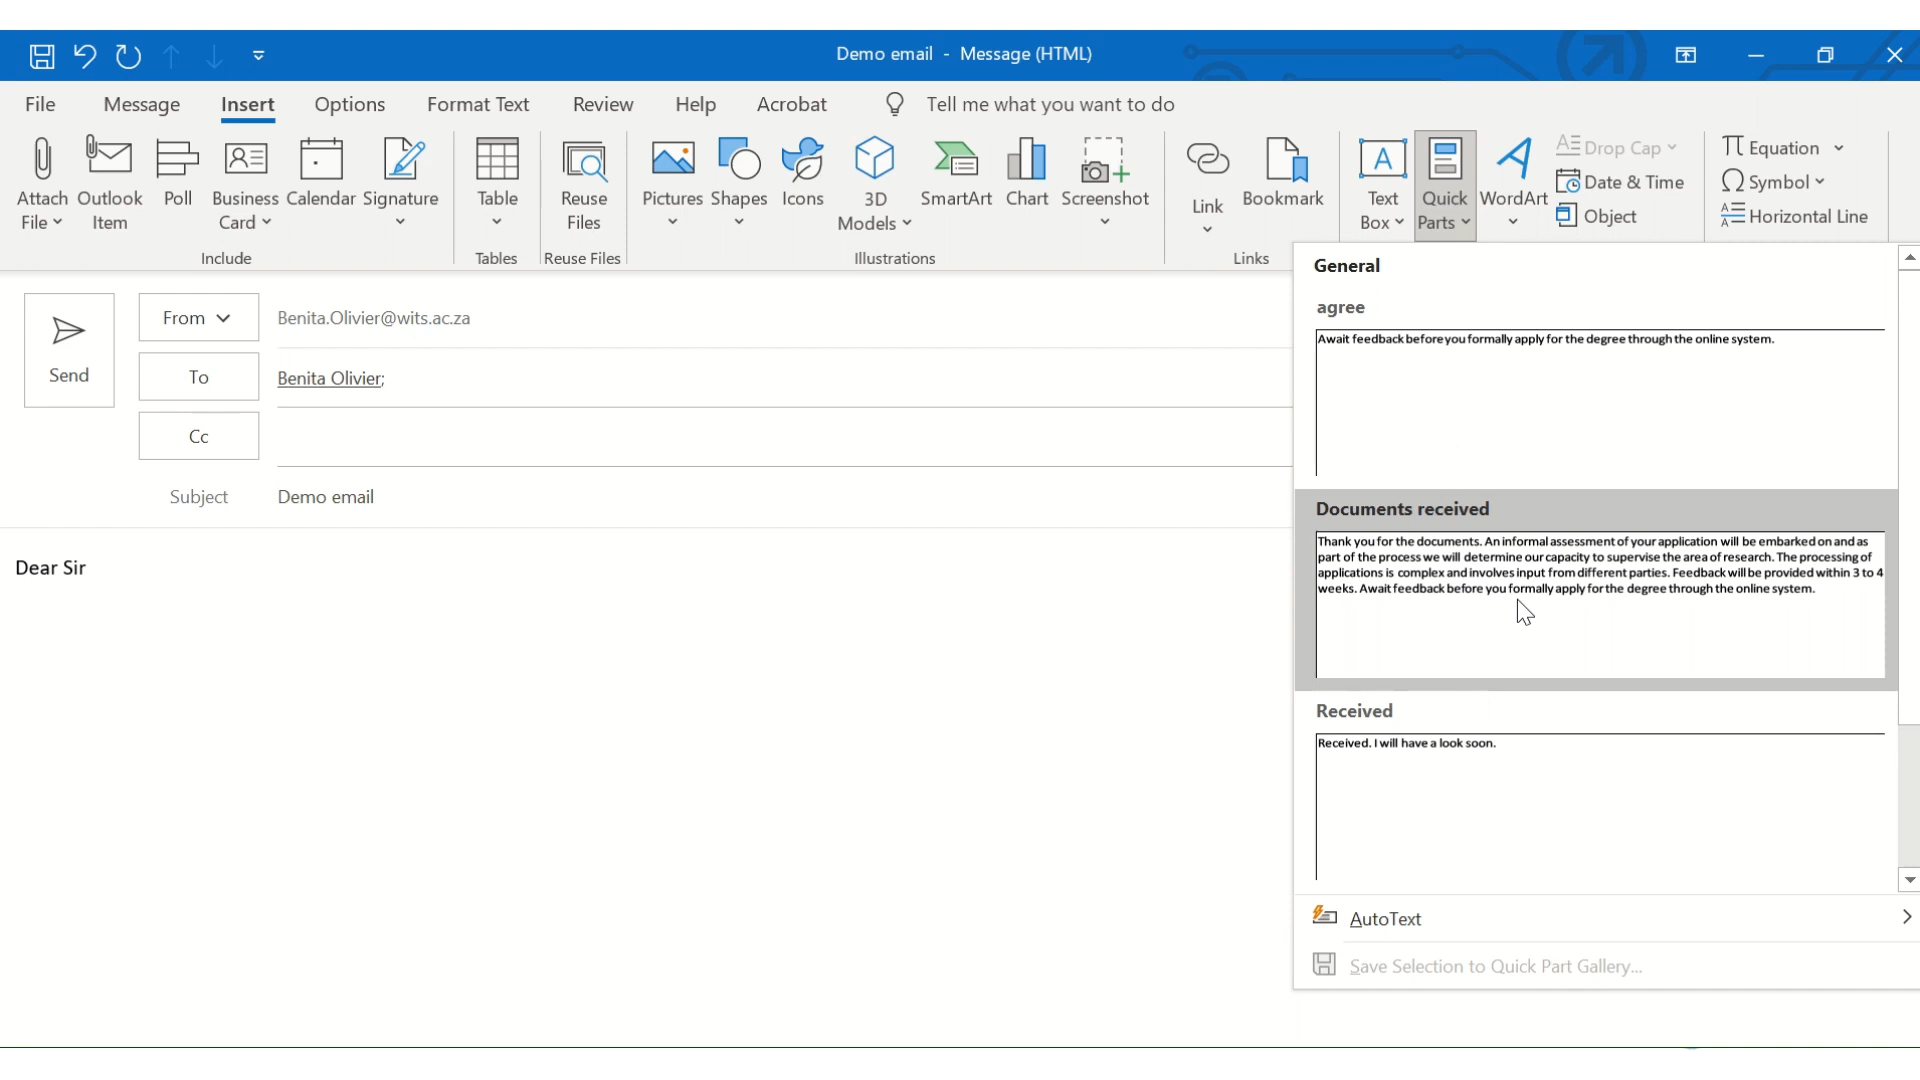 Demo email - Message (HTML)
File Message Insert Options Format Text Review Help Acrobat Tell me what you want to do
Attach File
Outlook Item
Poll
Business Card
Calendar
Signature
Table
Reuse Files
Pictures
Shapes
Icons
3D Models
SmartArt
Chart
Screenshot
Link
Bookmark
Text Box
Quick Parts
WordArt
Drop Cap
Date & Time
Object
Equation
Symbol
Horizontal Line
Include
Tables
Reuse Files
Illustrations
Links
Send
From
Benita.Olivier@wits.ac.za
To
Benita Olivier;
Cc
Subject
Demo email
Dear Sir
General
agree
Await feedback before you formally apply for the degree through the online system.
Documents received
Thank you for the documents. An informal assessment of your application will be embarked on and as
part of the process we will determine our capacity to supervise the area of research. The processing of
applications is complex and involves input from different parties. Feedback will be provided within 3 to 4
weeks. Await feedback before you formally apply for the degree through the online system.
Received
Received. I will have a look soon.
AutoText
Save Selection to Quick Part Gallery...